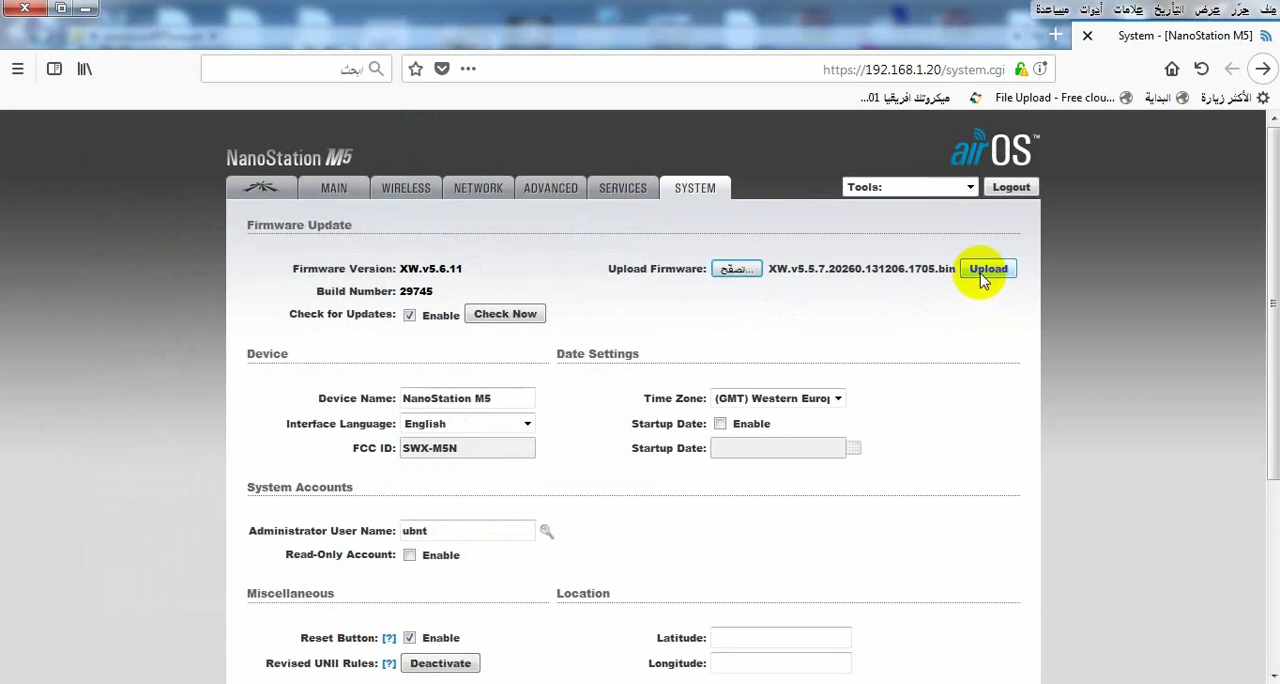 ملف تحرير عرض التأريخ علامات أدوات مساعدة
System - [NanoStation M5]
https://192.168.1.20/system.cgi
ابحث
الأكثر زيارة البداية File Upload - Free clou... ميكروتك افريقيا 01...
NanoStation M5
airOS™
MAIN WIRELESS NETWORK ADVANCED SERVICES SYSTEM Tools: Logout
Firmware Update
Firmware Version: XW.v5.6.11 Upload Firmware: تصفّح... XW.v5.5.7.20260.131206.1705.bin Upload
Build Number: 29745
Check for Updates: Enable Check Now
Device Date Settings
Device Name: NanoStation M5 Time Zone: (GMT) Western Europ
Interface Language: English Startup Date: Enable
FCC ID: SWX-M5N Startup Date:
System Accounts
Administrator User Name: ubnt
Read-Only Account: Enable
Miscellaneous Location
Reset Button: [?] Enable Latitude:
Revised UNII Rules: [?] Deactivate Longitude: